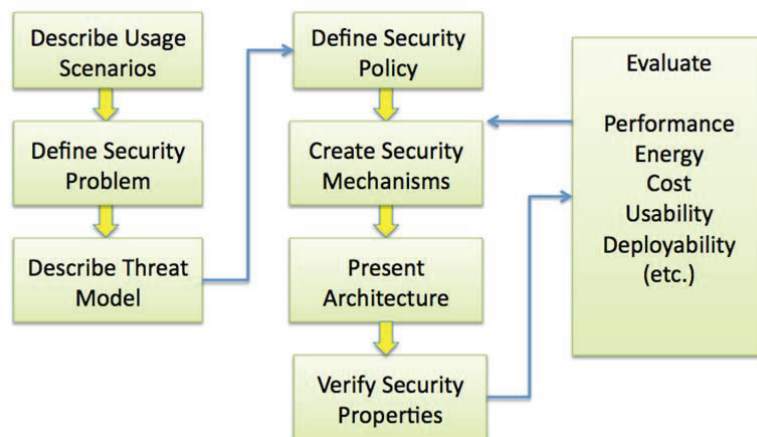 Describe Usage
Scenarios
Define Security
Problem
Describe Threat
Model
Define Security
Policy
Create Security
Mechanisms
Present
Architecture
Verify Security
Properties
Evaluate
Performance
Energy
Cost
Usability
Deployability
(etc.)